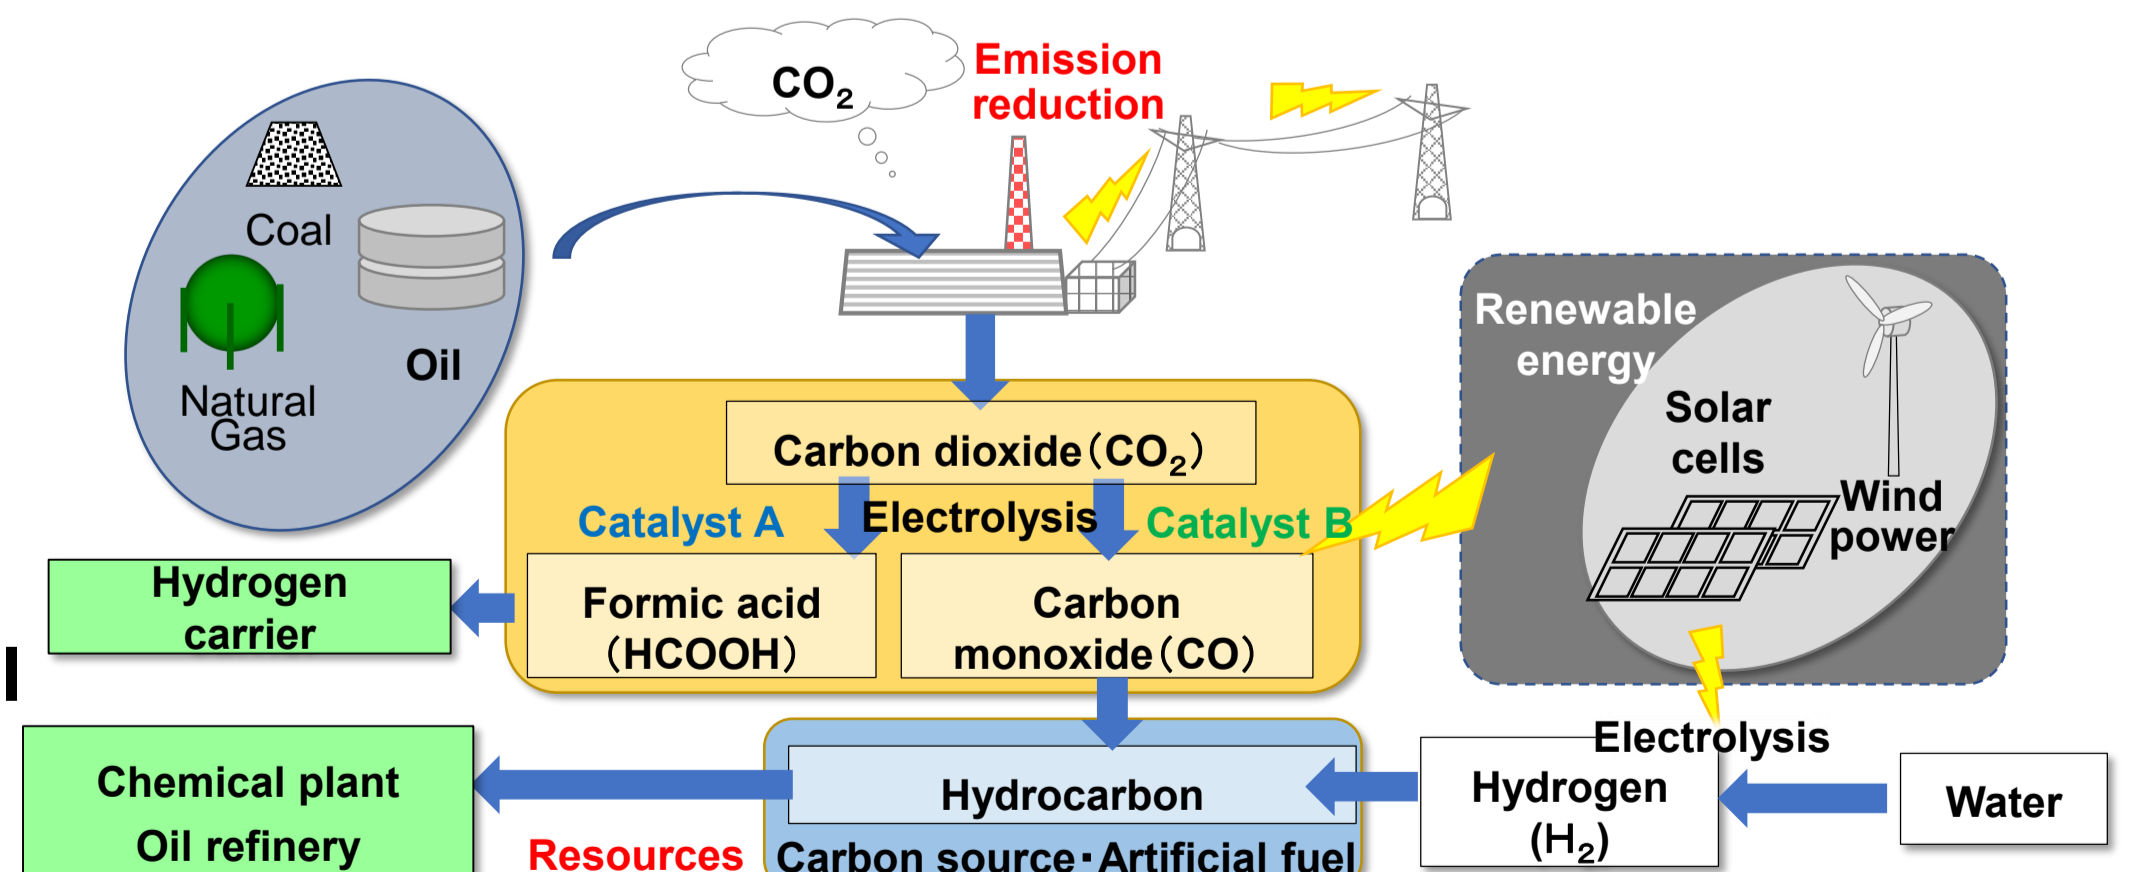 CO₂
Emission
reduction
Coal
Oil
Natural
Gas
Renewable
energy
Solar
cells
Wind
power
Carbon dioxide(CO₂)
Catalyst A
Electrolysis
Catalyst B
Hydrogen
carrier
Formic acid
(HCOOH)
Carbon
monoxide(CO)
Electrolysis
Chemical plant
Oil refinery
Resources
Hydrocarbon
Carbon source・Artificial fuel
Hydrogen
(H₂)
Water